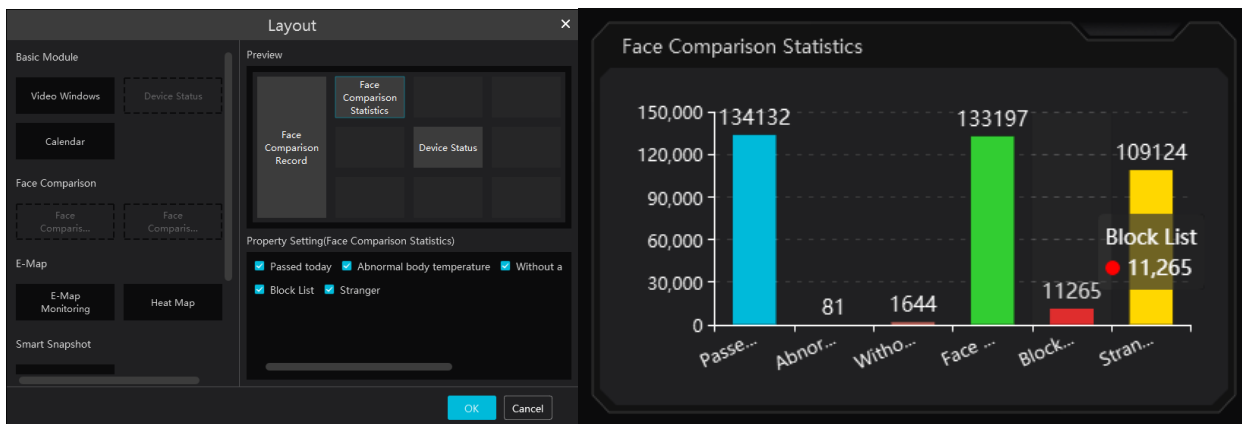 Layout
×
Basic Module
Video Windows
Device Status
Calendar
Face Comparison
Face
Comparis...
Face
Comparis...
E-Map
E-Map
Monitoring
Heat Map
Smart Snapshot
Preview
Face
Comparison
Record
Face
Comparison
Statistics
Device Status
Property Setting(Face Comparison Statistics)
Passed today
Abnormal body temperature
Without a
Block List
Stranger
OK
Cancel
Face Comparison Statistics
150,000
120,000
90,000
60,000
30,000
0
134132
81
1644
133197
11265
109124
Block List
11,265
Passe...
Abnor...
Witho...
Face ...
Block...
Stran...